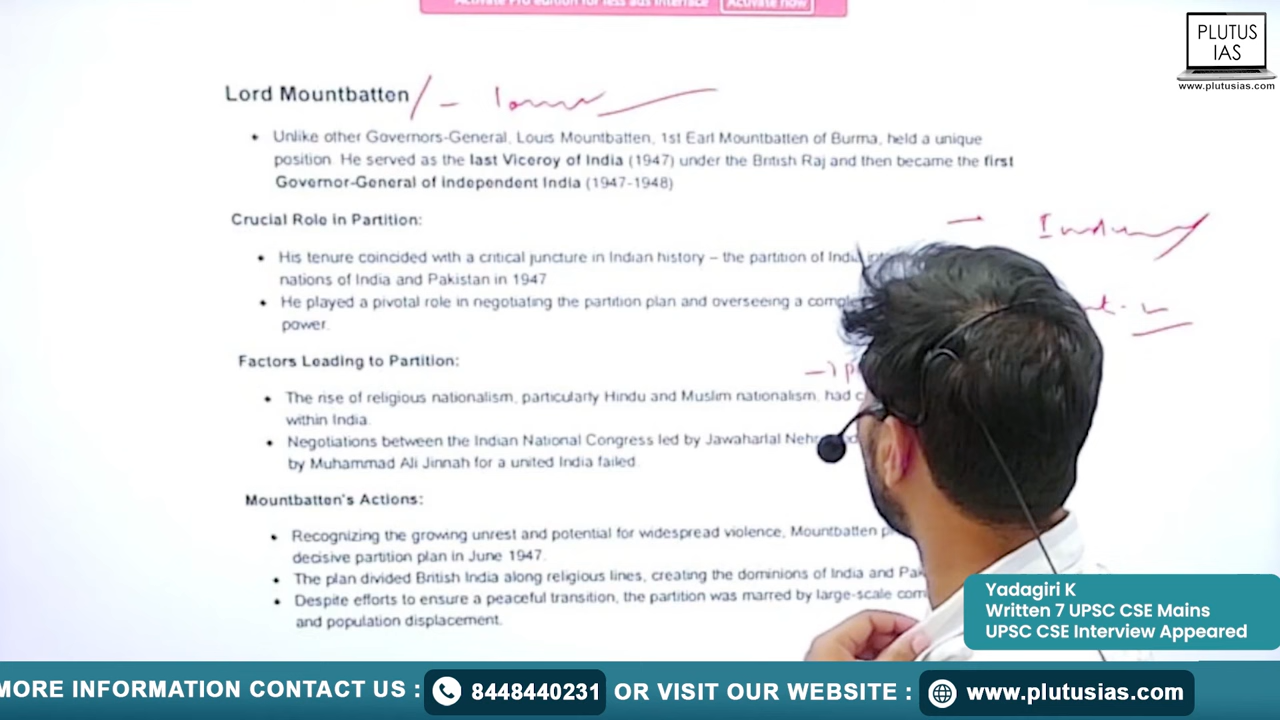 Activate Pro edition for less ads interface Activate now
PLUTUS
IAS
www.plutusias.com
Lord Mountbatten
• Unlike other Governors-General, Louis Mountbatten, 1st Earl Mountbatten of Burma, held a unique
position. He served as the last Viceroy of India (1947) under the British Raj and then became the first
Governor-General of independent India (1947-1948)
Crucial Role in Partition:
• His tenure coincided with a critical juncture in Indian history – the partition of India
nations of India and Pakistan in 1947
• He played a pivotal role in negotiating the partition plan and overseeing a
power.
Factors Leading to Partition:
• The rise of religious nationalism, particularly Hindu and Muslim nationalism, had
within India.
• Negotiations between the Indian National Congress led by Jawaharlal
by Muhammad Ali Jinnah for a united India failed.
Mountbatten's Actions:
• Recognizing the growing unrest and potential for widespread violence, Mountbatten
decisive partition plan in June 1947.
• The plan divided British India along religious lines, creating the dominions of India and
• Despite efforts to ensure a peaceful transition, the partition was marred by large-scale
and population displacement.
Yadagiri K
Written 7 UPSC CSE Mains
UPSC CSE Interview Appeared
MORE INFORMATION CONTACT US : 8448440231 OR VISIT OUR WEBSITE : www.plutusias.com